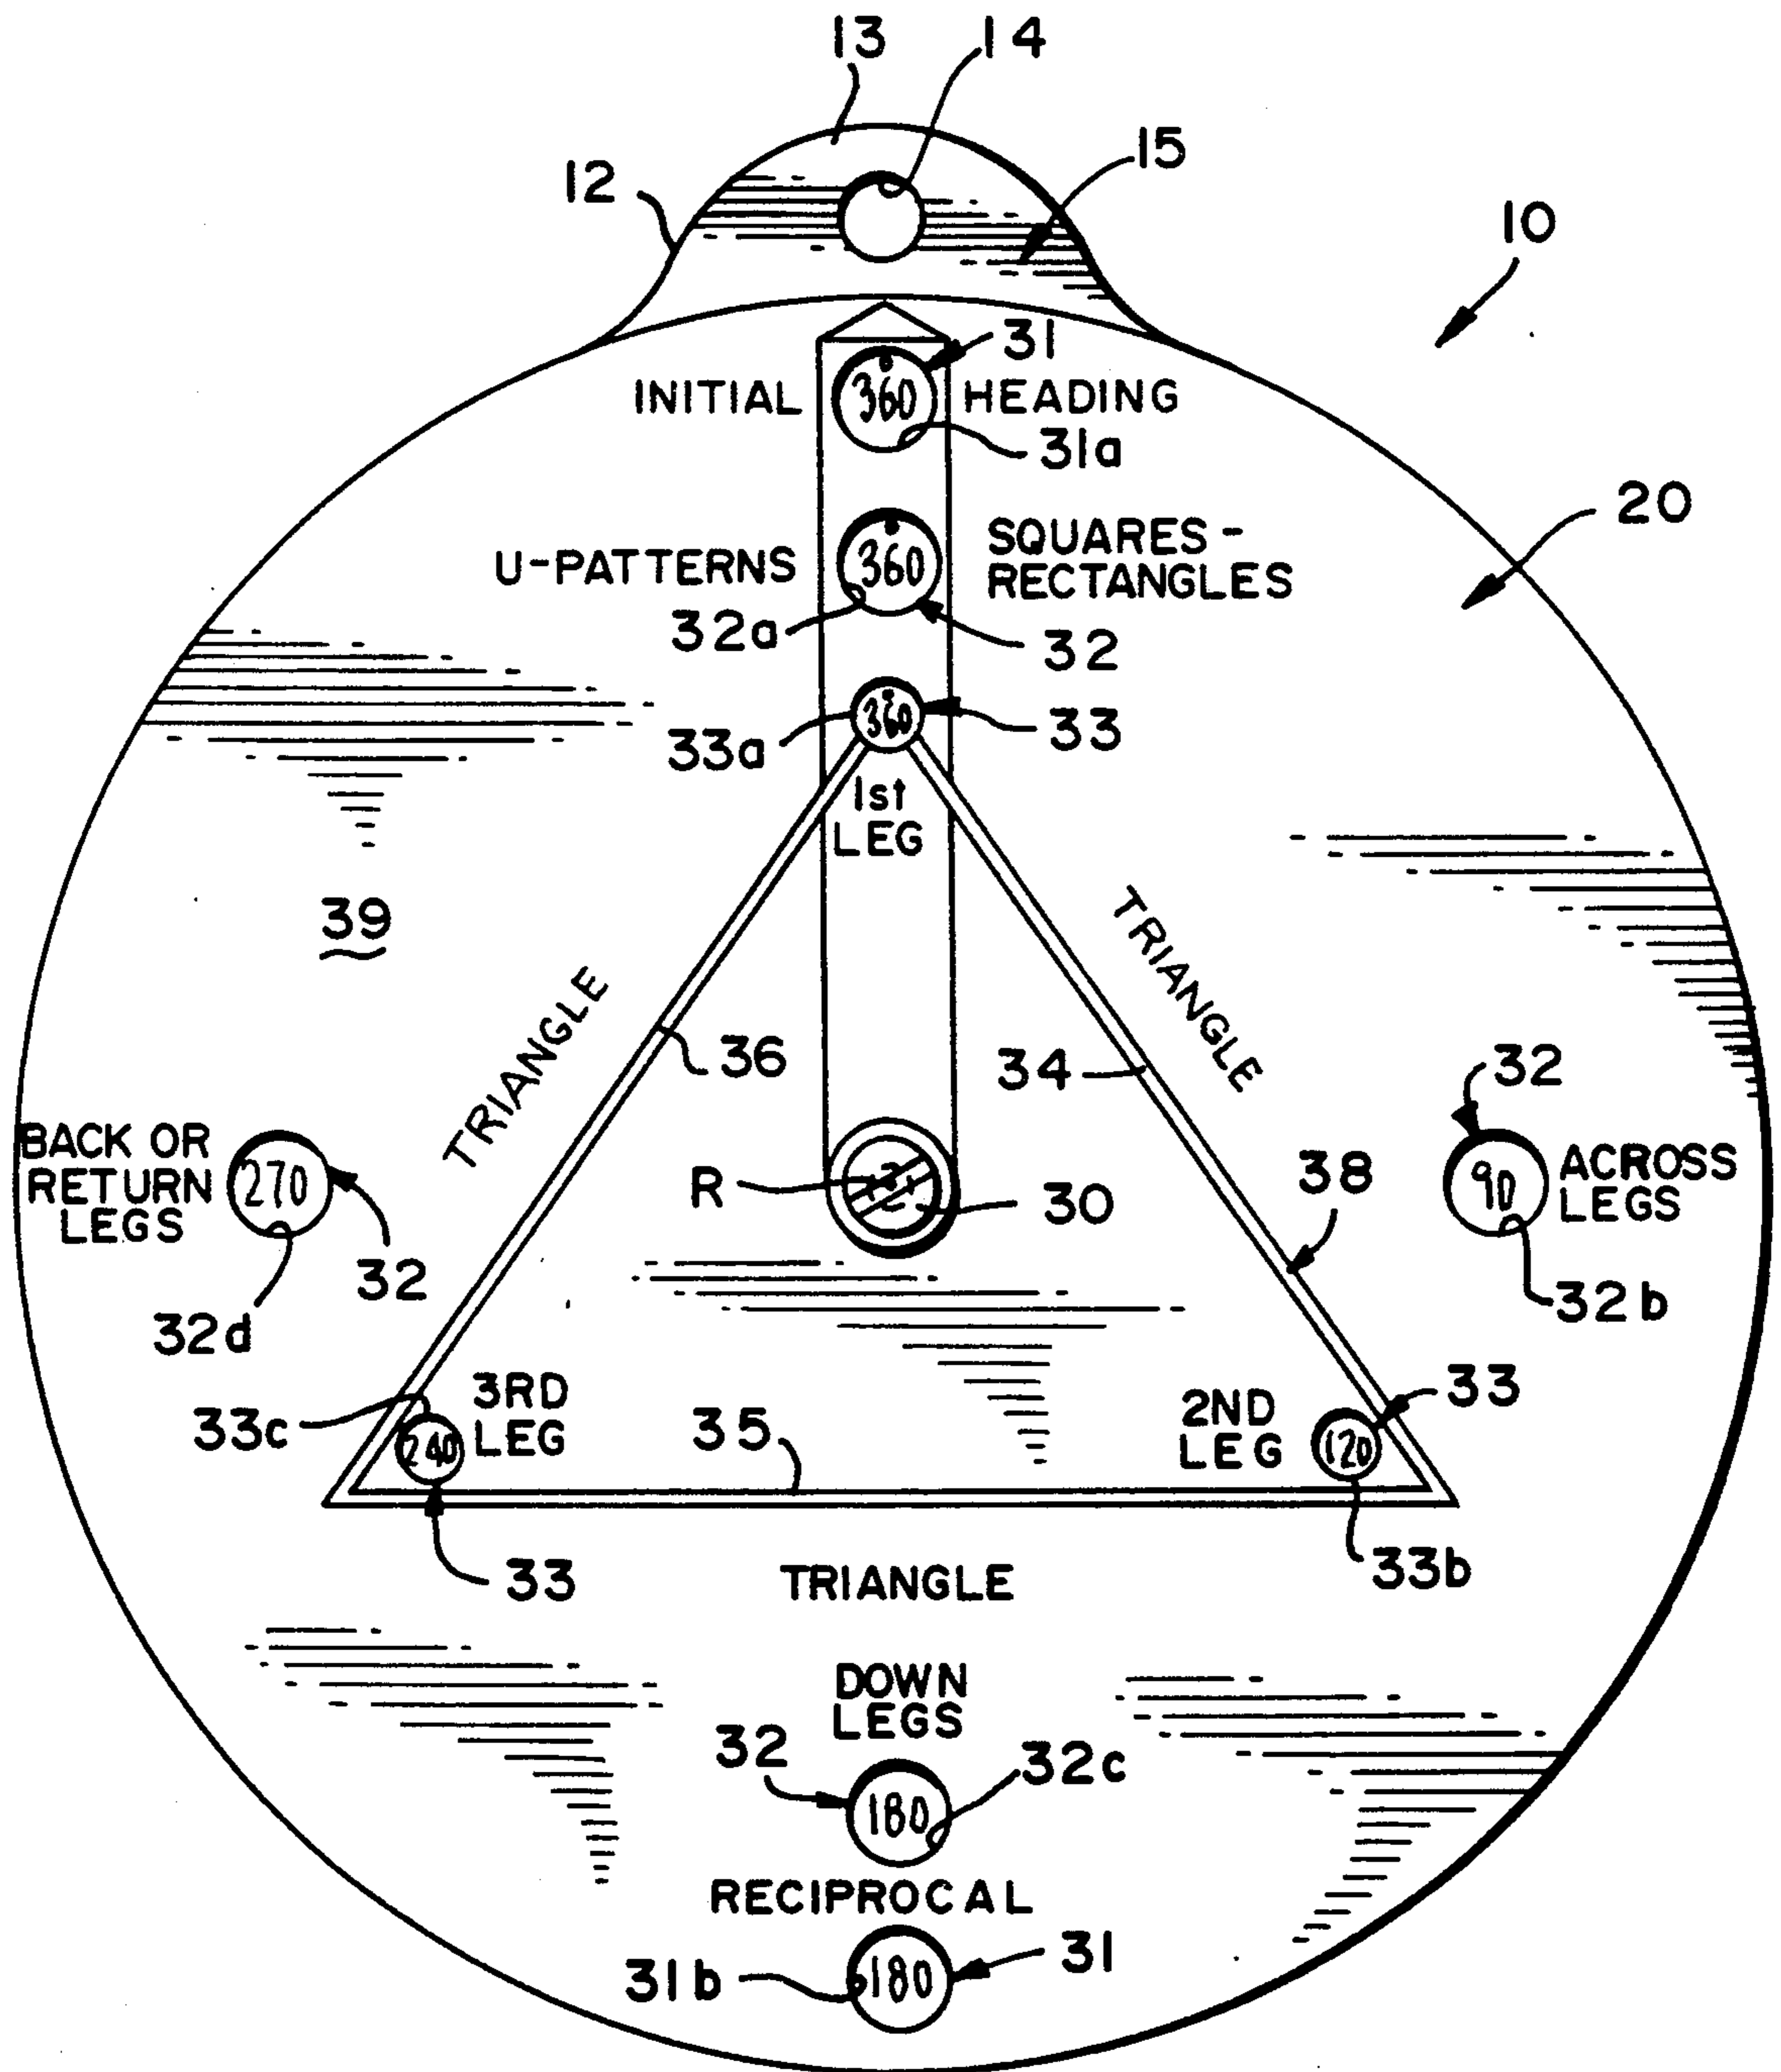 13
14
12
15
10
31
INITIAL 360 HEADING
31a
20
U-PATTERNS 360 SQUARES-
RECTANGLES
32a
32
33a 360 33
1st
LEG
39
TRIANGLE
TRIANGLE
36
34
32
BACK OR
RETURN
LEGS
270
32
32d
R
30
38
90
ACROSS
LEGS
32b
33c
240
3RD
LEG
33
35
2ND
LEG
120
33
33b
TRIANGLE
DOWN
LEGS
32
32c
180
RECIPROCAL
31b 180 31